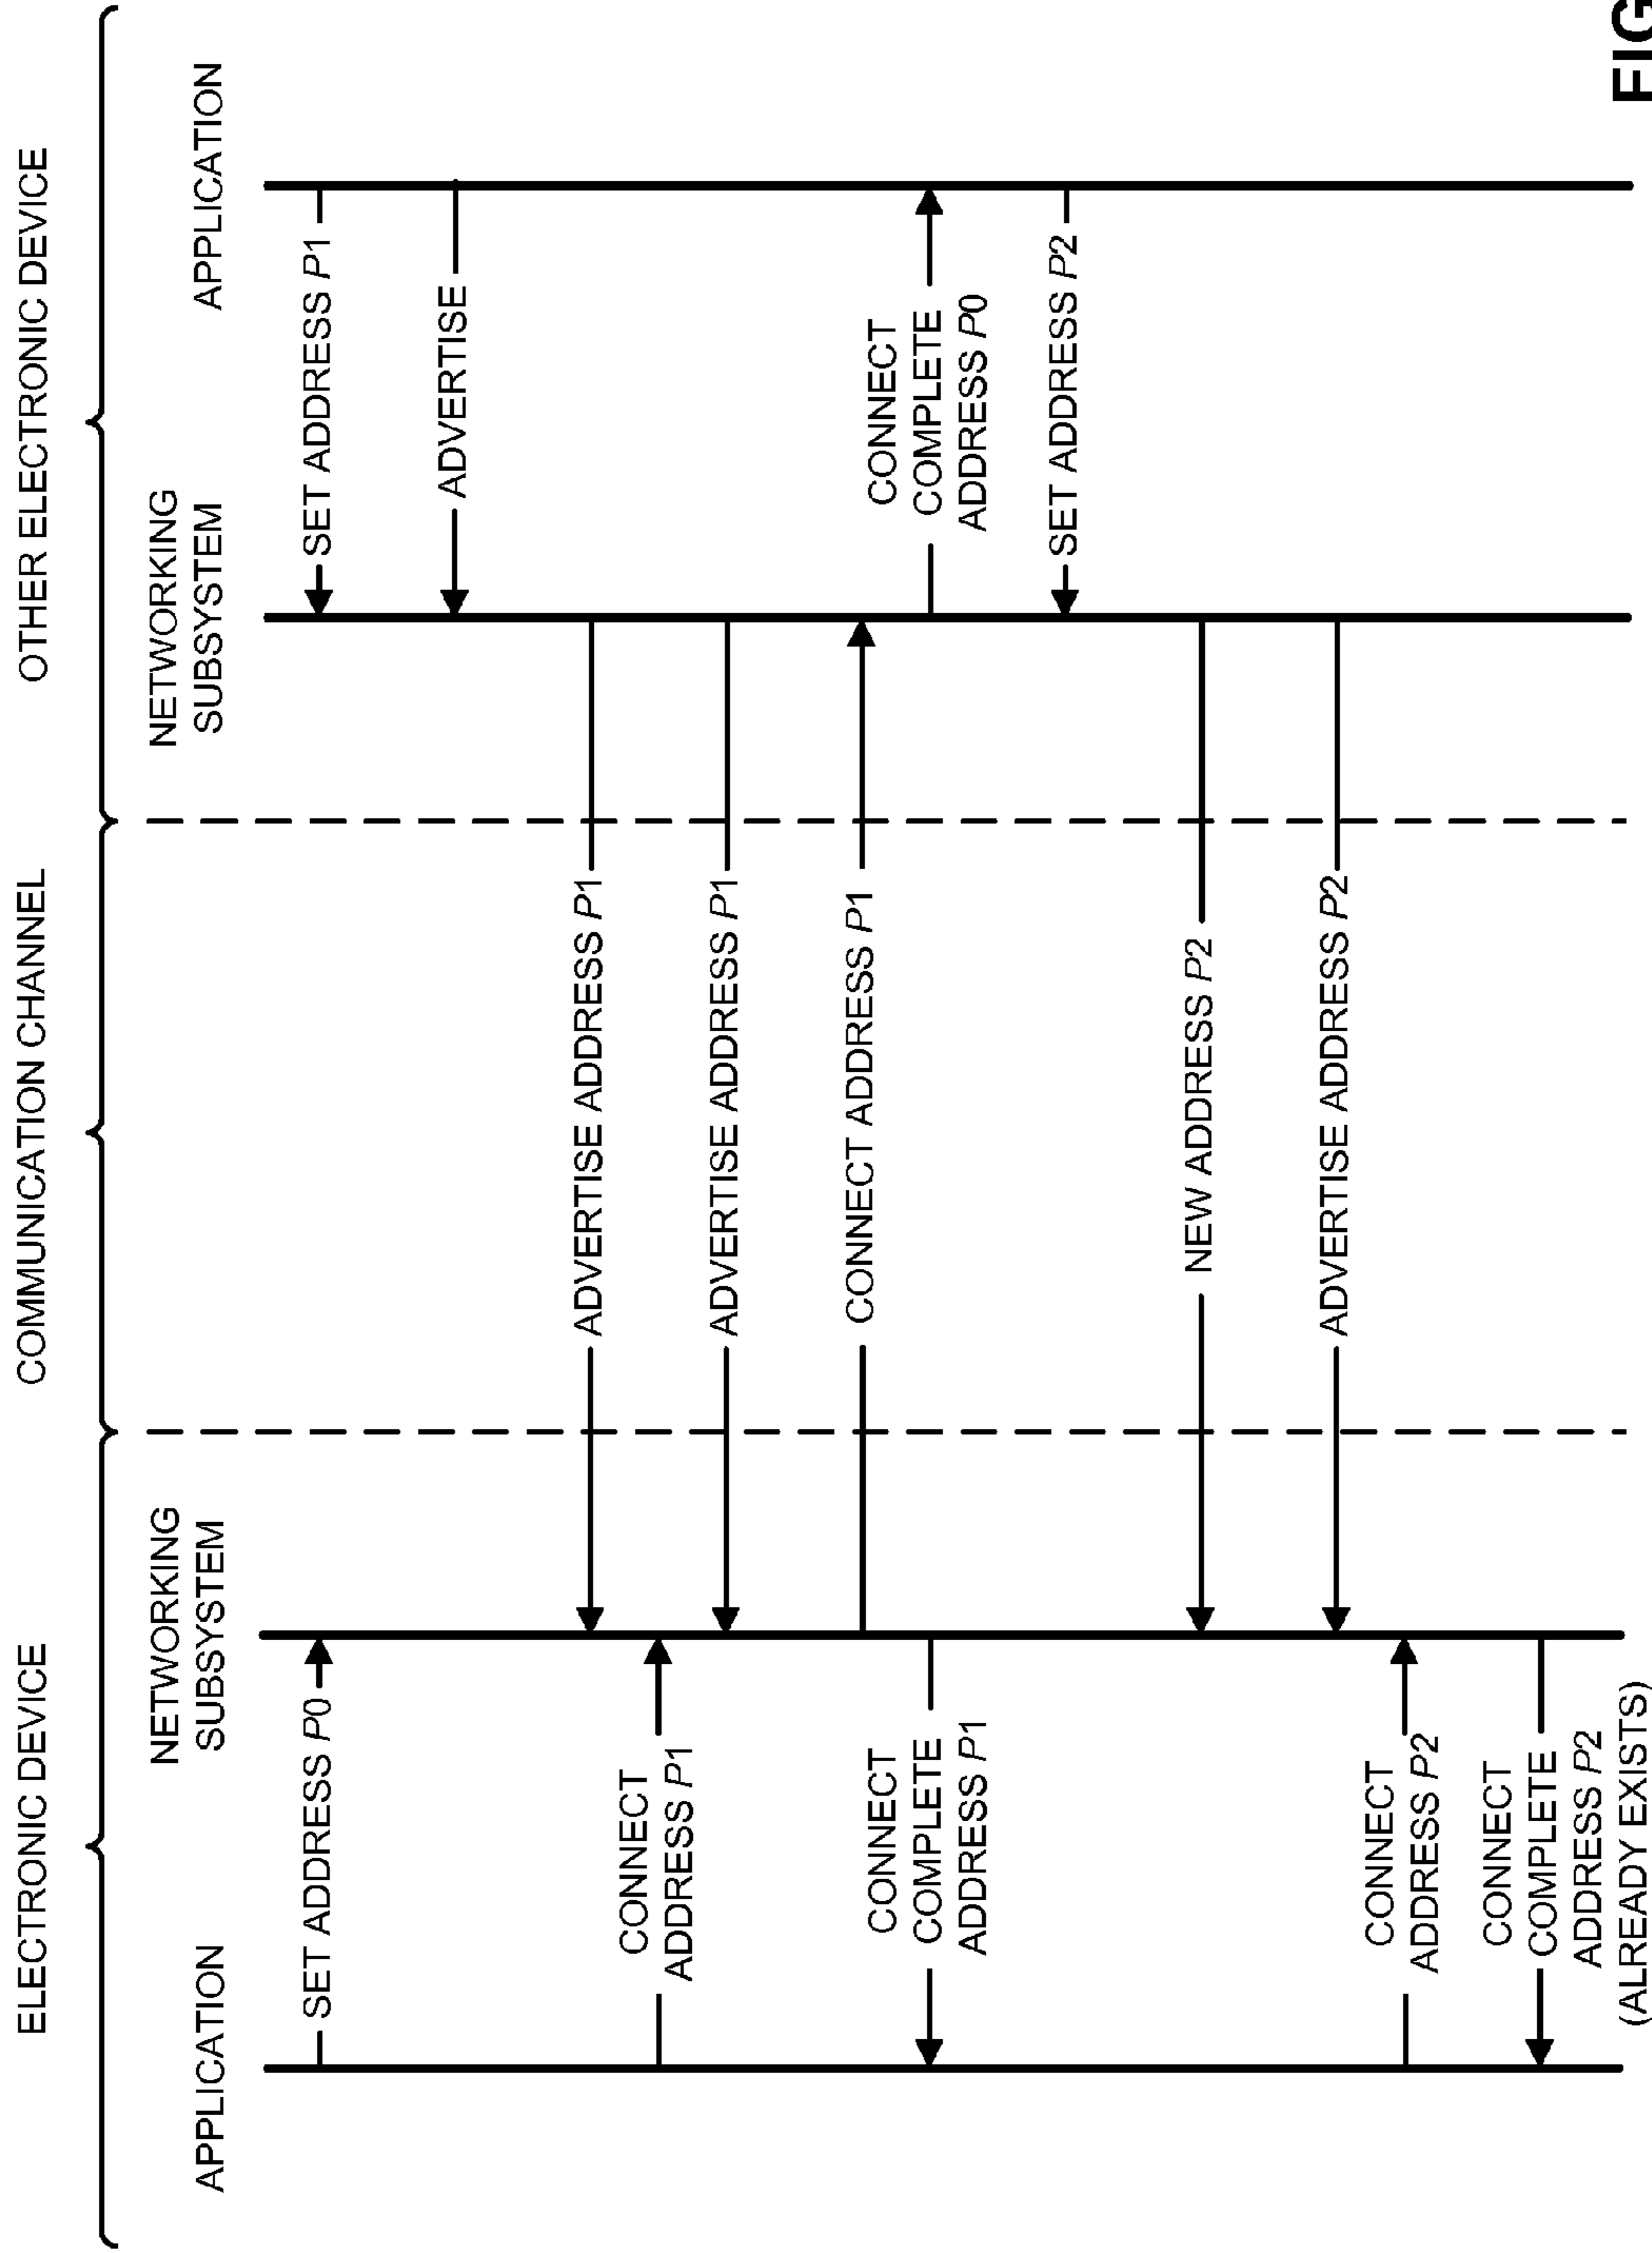 ELECTRONIC DEVICE
COMMUNICATION CHANNEL
OTHER ELECTRONIC DEVICE
APPLICATION
NETWORKING
SUBSYSTEM
NETWORKING
SUBSYSTEM
APPLICATION
SET ADDRESS P0
SET ADDRESS P1
ADVERTISE
ADVERTISE ADDRESS P1
CONNECT
ADDRESS P1
ADVERTISE ADDRESS P1
CONNECT ADDRESS P1
CONNECT
COMPLETE
ADDRESS P1
CONNECT
COMPLETE
ADDRESS P0
SET ADDRESS P2
NEW ADDRESS P2
ADVERTISE ADDRESS P2
CONNECT
ADDRESS P2
CONNECT
COMPLETE
ADDRESS P2
(ALREADY EXISTS)
FIG